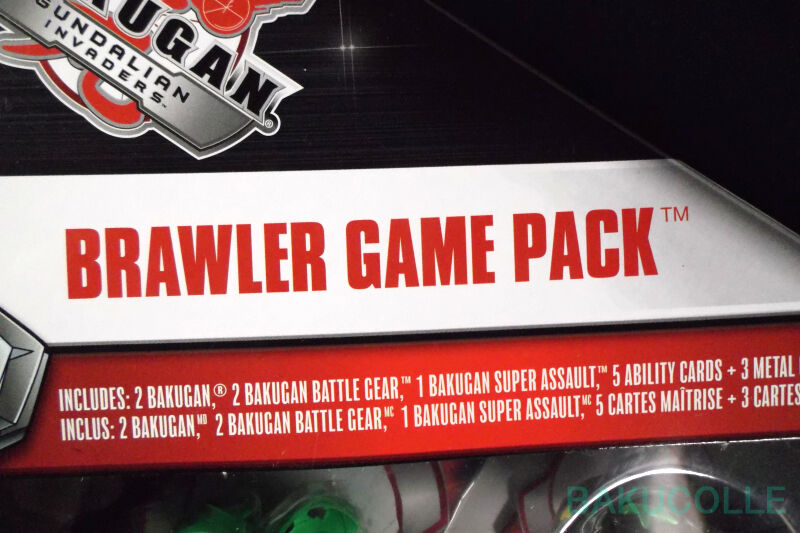 BAKUGAN
GUNDALIAN
INVADERS™
®
BRAWLER GAME PACK™
INCLUDES: 2 BAKUGAN,® 2 BAKUGAN BATTLE GEAR,™ 1 BAKUGAN SUPER ASSAULT,™ 5 ABILITY CARDS + 3 METAL
INCLUS: 2 BAKUGAN,MD 2 BAKUGAN BATTLE GEAR,MC 1 BAKUGAN SUPER ASSAULT,MC 5 CARTES MAÎTRISE + 3 CARTES
BAKUCOLLE